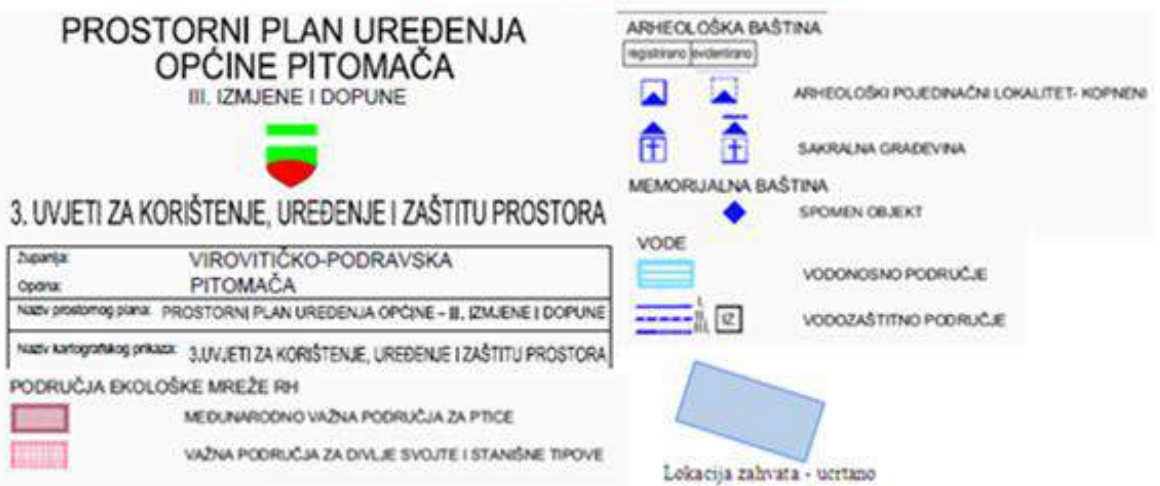 PROSTORNI PLAN UREĐENJA
OPĆINE PITOMAČA
III. IZMJENE I DOPUNE
3. UVJETI ZA KORIŠTENJE, UREĐENJE I ZAŠTITU PROSTORA
Županija: VIROVITIČKO-PODRAVSKA
Općina: PITOMAČA
Naziv prostornog plana: PROSTORNI PLAN UREĐENJA OPĆINE - III. IZMJENE I DOPUNE
Naziv kartografskog prikaza: 3.UVJETI ZA KORIŠTENJE, UREĐENJE I ZAŠTITU PROSTORA
PODRUČJA EKOLOŠKE MREŽE RH
MEĐUNARODNO VAŽNA PODRUČJA ZA PTICE
VAŽNA PODRUČJA ZA DIVLJE SVOJTE I STANIŠNE TIPOVE
ARHEOLOŠKA BAŠTINA
registrirano evidentirano
ARHEOLOŠKI POJEDINAČNI LOKALITET- KOPNENI
SAKRALNA GRAĐEVINA
MEMORIJALNA BAŠTINA
SPOMEN OBJEKT
VODE
VODONOSNO PODRUČJE
I.
II.
III. IZ VODOZAŠTITNO PODRUČJE
Lokacija zahvata - ucrtano